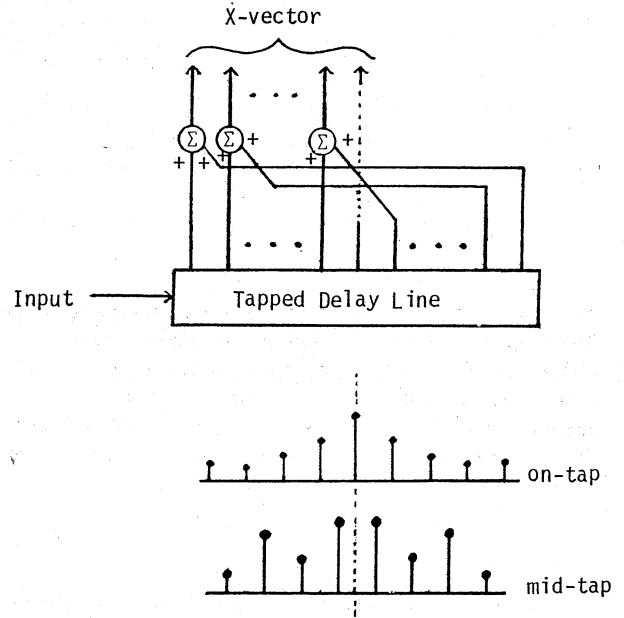 X-vector
Σ Σ + Σ +
+ + + +
Input
Tapped Delay Line
on-tap
mid-tap